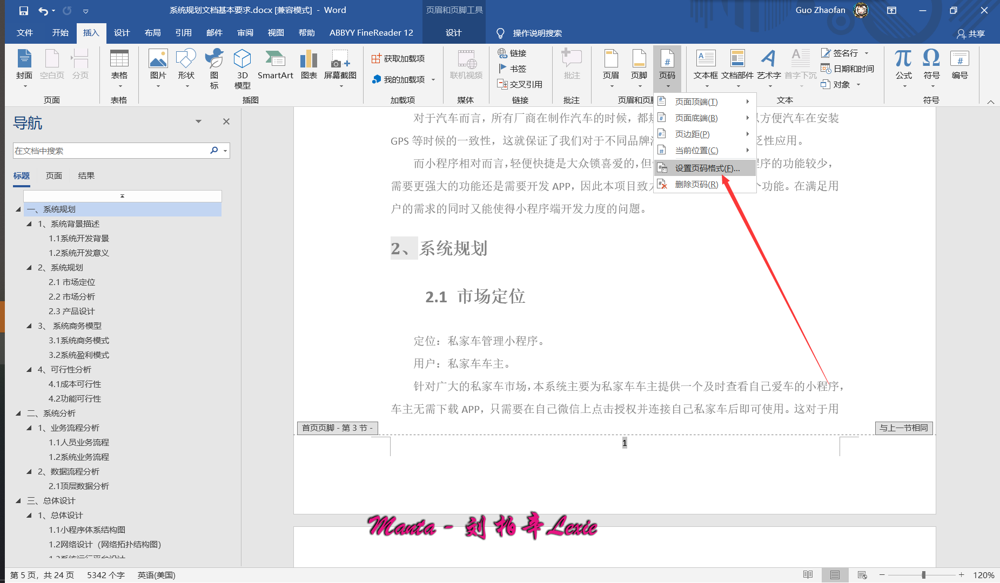 系统规划文档基本要求.docx [兼容模式] - Word
页眉和页脚工具
Guo Zhaofan
文件 开始 插入 设计 布局 引用 邮件 审阅 视图 帮助 ABBYY FineReader 12 设计 操作说明搜索 共享
封面 空白页 分页
页面
表格
表格
图片 形状 图标 3D 模型 SmartArt 图表 屏幕截图
插图
获取加载项
我的加载项
加载项
联机视频
媒体
链接
书签
交叉引用
链接
批注
批注
页眉 页脚 页码
页眉和页
文本框 文档部件 艺术字 首字下沉
签名行
日期和时间
对象
文本
公式 符号 编号
符号
页面顶端(T)
页面底端(B)
页边距(P)
当前位置(C)
设置页码格式(F)...
删除页码(R)
导航
在文档中搜索
标题 页面 结果
一、系统规划
1、系统背景描述
1.1系统开发背景
1.2系统开发意义
2、系统规划
2.1 市场定位
2.2 市场分析
2.3 产品设计
3、 系统商务模型
3.1系统商务模式
3.2系统盈利模式
4、可行性分析
4.1成本可行性
4.2功能可行性
二、系统分析
1、业务流程分析
1.1人员业务流程
1.2系统业务流程
2、数据流程分析
2.1顶层数据分析
三、总体设计
1、总体设计
1.1小程序体系结构图
1.2网络设计（网络拓扑结构图）
1.3系统运行平台设计
对于汽车而言，所有厂商在制作汽车的时候，都 方便汽车在安装
GPS 等时候的一致性，这就保证了我们对于不同品牌 泛性应用。
而小程序相对而言，轻便快捷是大众锁喜爱的，但 序的功能较少，
需要更强大的功能还是需要开发 APP，因此本项目致 个功能。在满足用
户的需求的同时又能使得小程序端开发力度的问题。
2、系统规划
2.1 市场定位
定位：私家车管理小程序。
用户：私家车车主。
针对广大的私家车市场，本系统主要为私家车车主提供一个及时查看自己爱车的小程序，
车主无需下载 APP，只需要在自己微信上点击授权并连接自己私家车后即可使用。这对于用
首页页脚 - 第 3 节 -
与上一节相同
1
Manta - 刘柏辛Lexie
第 5 页，共 24 页 5342 个字 英语(美国)
120%